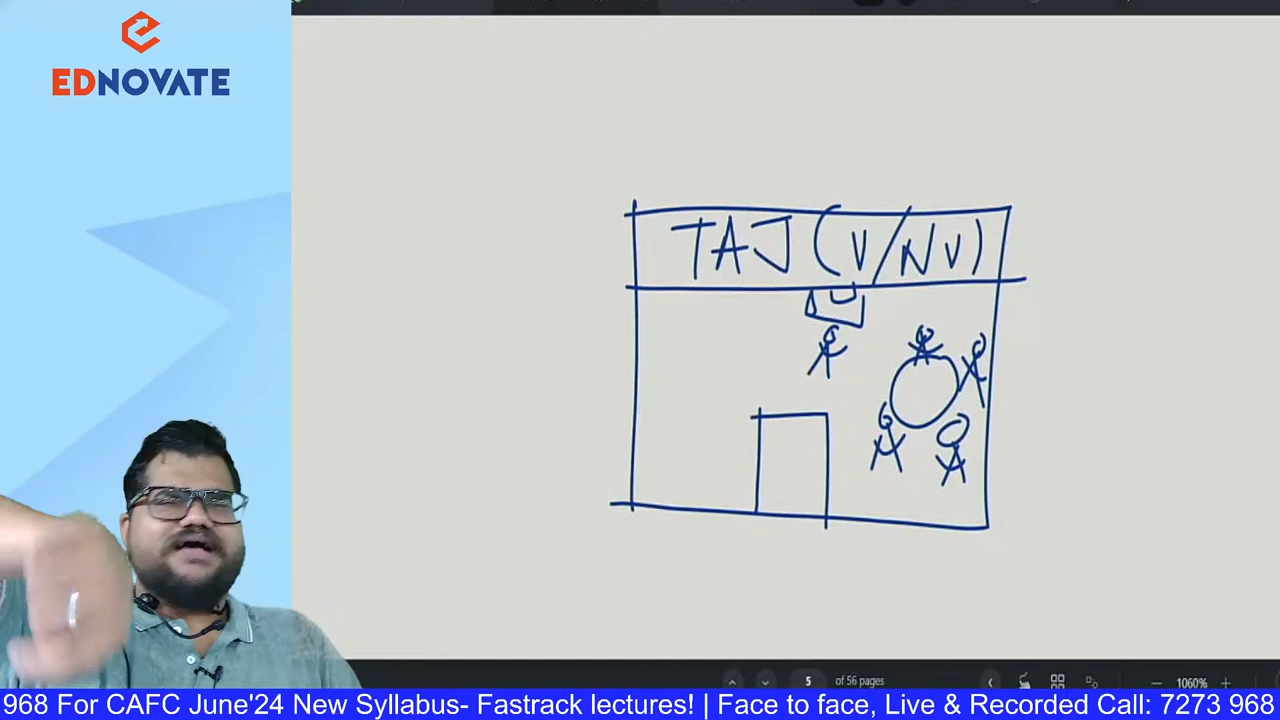 EDNOVATE
TAJ (V/NV)
5 of 56 pages
1060%
968 For CAFC June'24 New Syllabus- Fastrack lectures! | Face to face, Live & Recorded Call: 7273 968